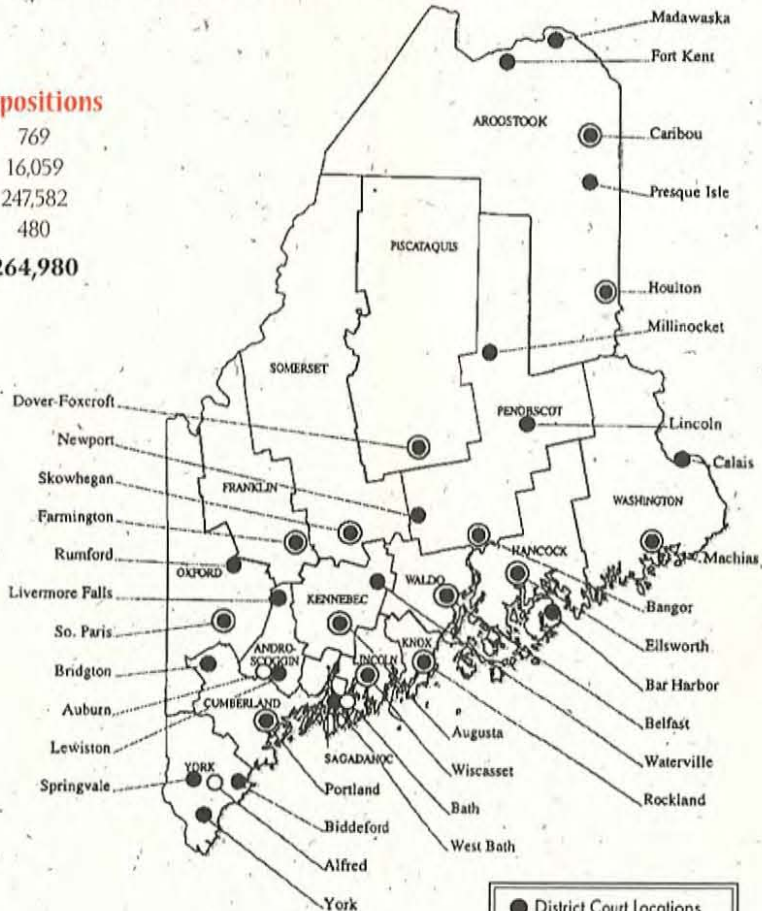 positions
769
16,059
247,582
480
264,980
Madawaska
Fort Kent
AROOSTOOK
Caribou
Presque Isle
PISCATAQUIS
Houlton
Millinocket
SOMERSET
Dover-Foxcroft
PENOBSCOT
Lincoln
Newport
Calais
Skowhegan
FRANKLIN
WASHINGTON
Farmington
Rumford
OXFORD
HANCOCK
Machias
Livermore Falls
KENNEBEC
WALDO
Bangor
So. Paris
Ellsworth
KNOX
ANDRO-
SCOGGIN
LINCOLN
Bridgton
Bar Harbor
Auburn
CUMBERLAND
Belfast
Augusta
Lewiston
Waterville
SAGADAHOC
Wiscasset
YORK
Springvale
Portland
Rockland
Bath
Biddeford
West Bath
Alfred
York
District Court Locations